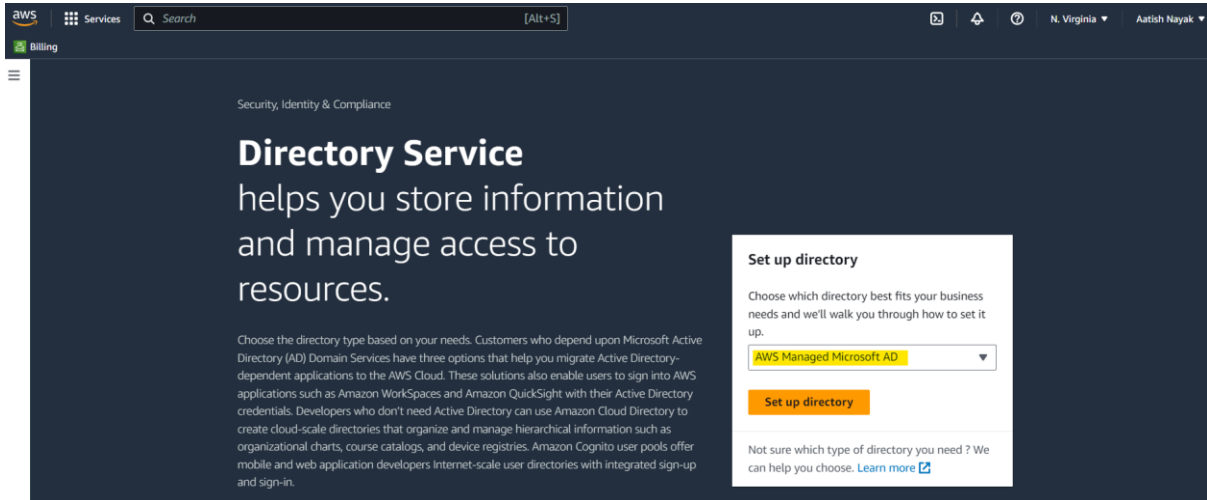 aws
Services
Search
[Alt+S]
N. Virginia
Aatish Nayak
Billing
Security, Identity & Compliance
Directory Service
helps you store information
and manage access to
resources.
Choose the directory type based on your needs. Customers who depend upon Microsoft Active
Directory (AD) Domain Services have three options that help you migrate Active Directory-
dependent applications to the AWS Cloud. These solutions also enable users to sign into AWS
applications such as Amazon WorkSpaces and Amazon QuickSight with their Active Directory
credentials. Developers who don't need Active Directory can use Amazon Cloud Directory to
create cloud-scale directories that organize and manage hierarchical information such as
organizational charts, course catalogs, and device registries. Amazon Cognito user pools offer
mobile and web application developers Internet-scale user directories with integrated sign-up
and sign-in.
Set up directory
Choose which directory best fits your business
needs and we'll walk you through how to set it
up.
AWS Managed Microsoft AD
Set up directory
Not sure which type of directory you need ? We
can help you choose. Learn more